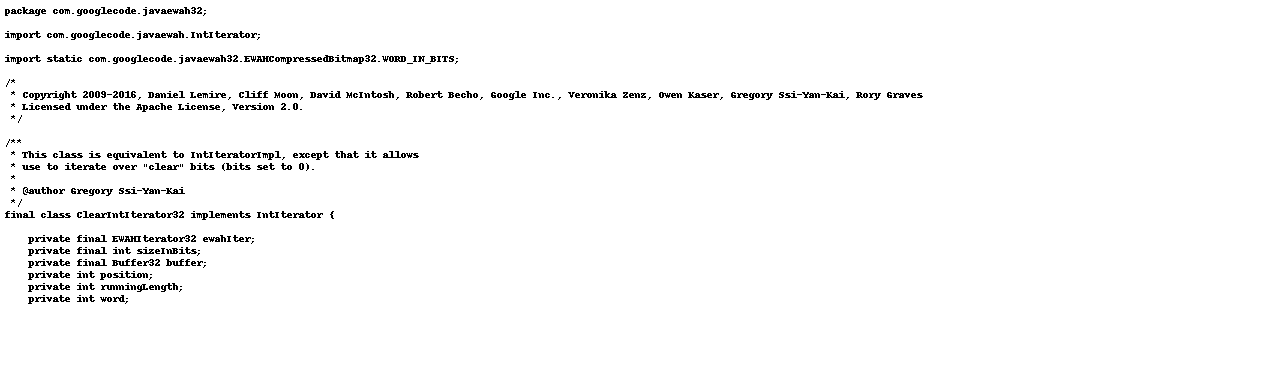 package com.googlecode.javaewah32;

import com.googlecode.javaewah.IntIterator;

import static com.googlecode.javaewah32.EWAHCompressedBitmap32.WORD_IN_BITS;

/*
 * Copyright 2009-2016, Daniel Lemire, Cliff Moon, David McIntosh, Robert Becho, Google Inc., Veronika Zenz, Owen Kaser, Gregory Ssi-Yan-Kai, Rory Graves
 * Licensed under the Apache License, Version 2.0.
 */

/**
 * This class is equivalent to IntIteratorImpl, except that it allows
 * use to iterate over "clear" bits (bits set to 0).
 *
 * @author Gregory Ssi-Yan-Kai
 */
final class ClearIntIterator32 implements IntIterator {

    private final EWAHIterator32 ewahIter;
    private final int sizeInBits;
    private final Buffer32 buffer;
    private int position;
    private int runningLength;
    private int word;